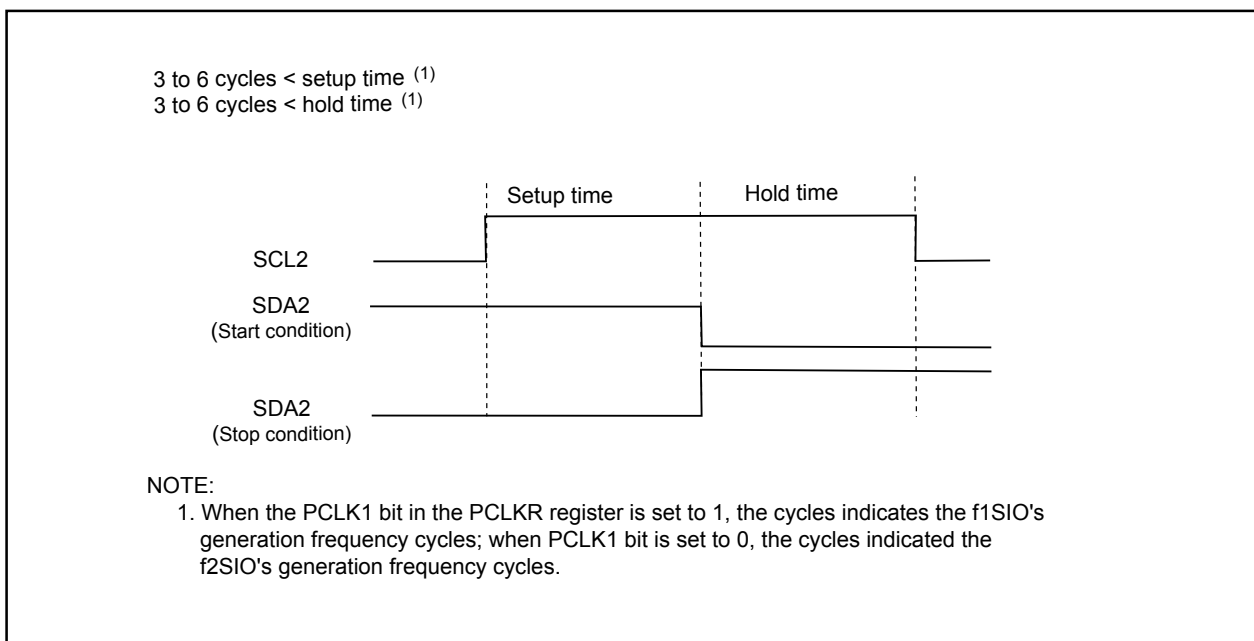 3 to 6 cycles < setup time (1)
3 to 6 cycles < hold time (1)
Setup time
Hold time
SCL2
SDA2
(Start condition)
SDA2
(Stop condition)
NOTE:
1. When the PCLK1 bit in the PCLKR register is set to 1, the cycles indicates the f1SIO's
generation frequency cycles; when PCLK1 bit is set to 0, the cycles indicated the
f2SIO's generation frequency cycles.